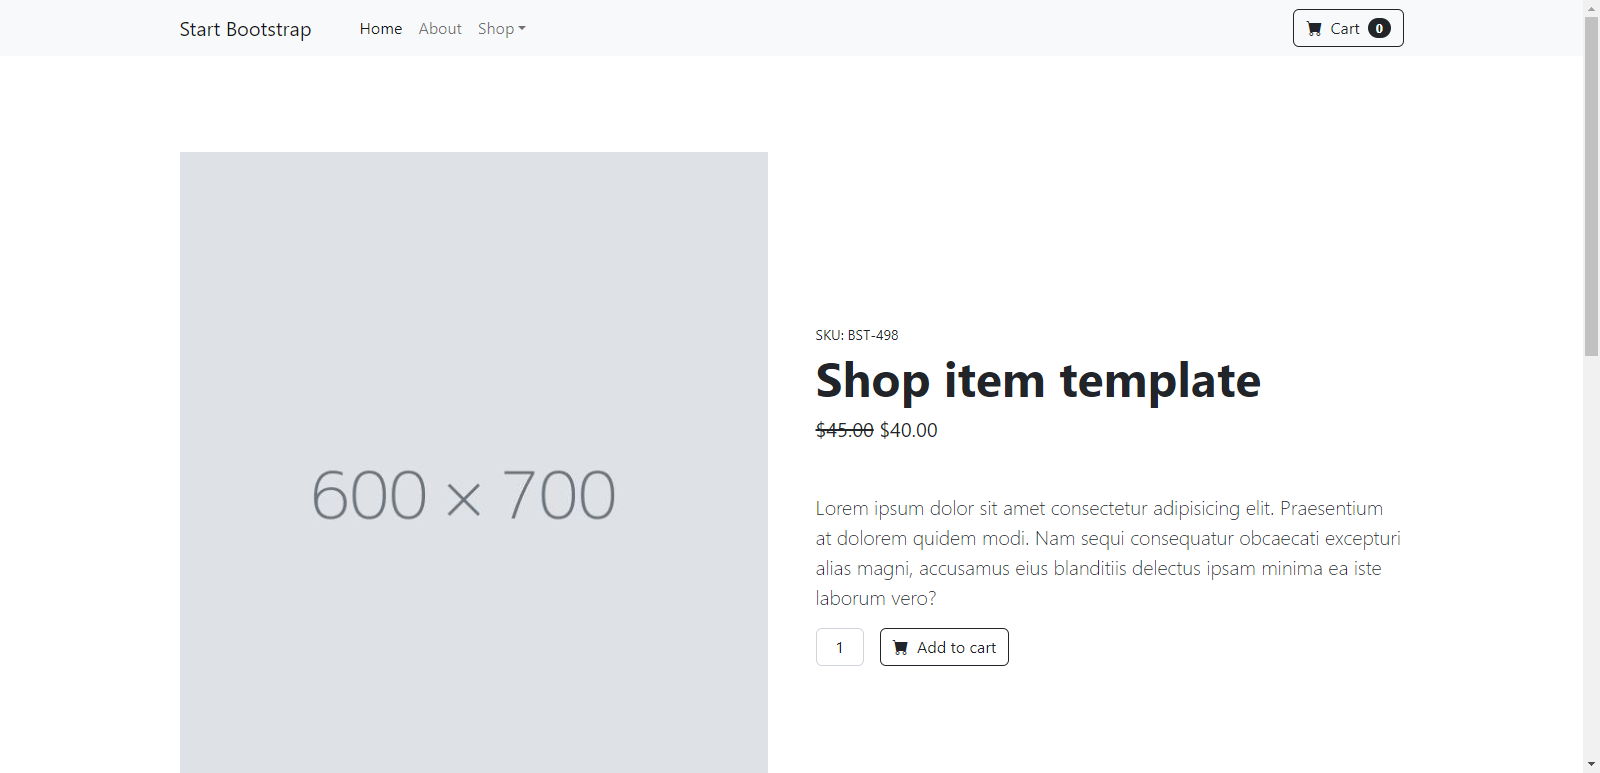 Start Bootstrap Home About Shop Cart 0
600 × 700
SKU: BST-498
Shop item template
$45.00 $40.00
Lorem ipsum dolor sit amet consectetur adipisicing elit. Praesentium
at dolorem quidem modi. Nam sequi consequatur obcaecati excepturi
alias magni, accusamus eius blanditiis delectus ipsam minima ea iste
laborum vero?
1 Add to cart